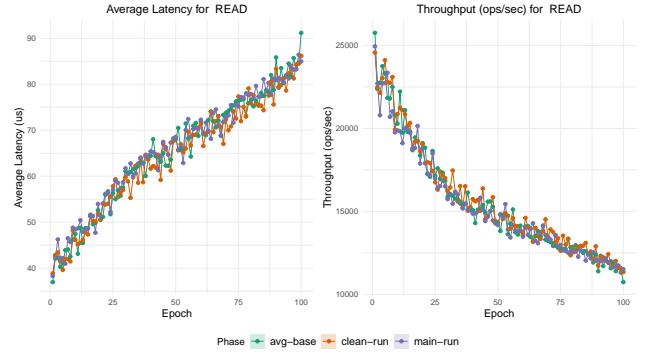 Average Latency for  READ
Throughput (ops/sec) for  READ
Average Latency (us)
90
80
70
60
50
40
0
25
50
75
100
Epoch
Throughput (ops/sec)
25000
20000
15000
10000
0
25
50
75
100
Epoch
Phase avg−base clean−run main−run